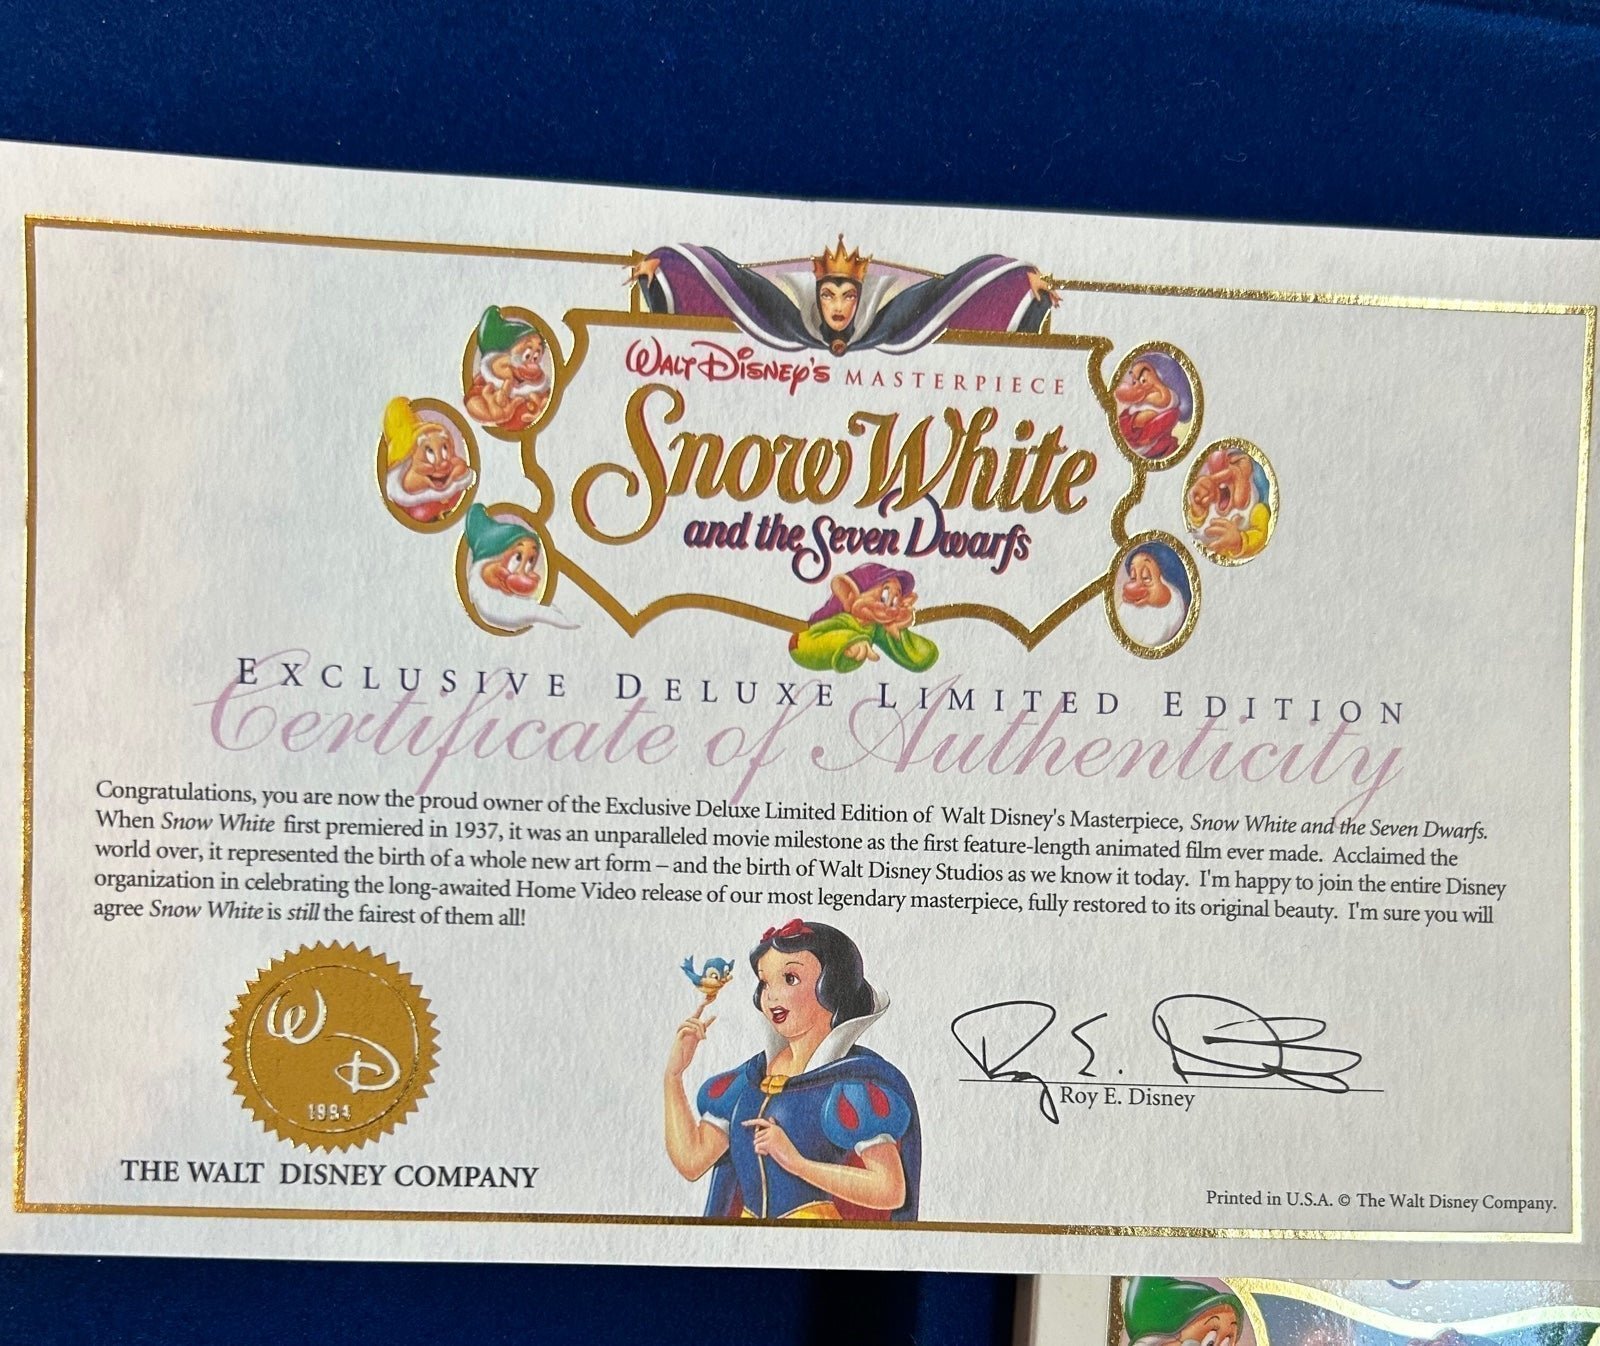 Walt Disney's MASTERPIECE
Snow White
and the Seven Dwarfs
EXCLUSIVE DELUXE LIMITED EDITION
Certificate of Authenticity
Congratulations, you are now the proud owner of the Exclusive Deluxe Limited Edition of Walt Disney's Masterpiece, Snow White and the Seven Dwarfs.
When Snow White first premiered in 1937, it was an unparalleled movie milestone as the first feature-length animated film ever made. Acclaimed the
world over, it represented the birth of a whole new art form – and the birth of Walt Disney Studios as we know it today. I'm happy to join the entire Disney
organization in celebrating the long-awaited Home Video release of our most legendary masterpiece, fully restored to its original beauty. I'm sure you will
agree Snow White is still the fairest of them all!
W
D
1994
THE WALT DISNEY COMPANY
Roy E. Disney
Roy E. Disney
Printed in U.S.A. © The Walt Disney Company.